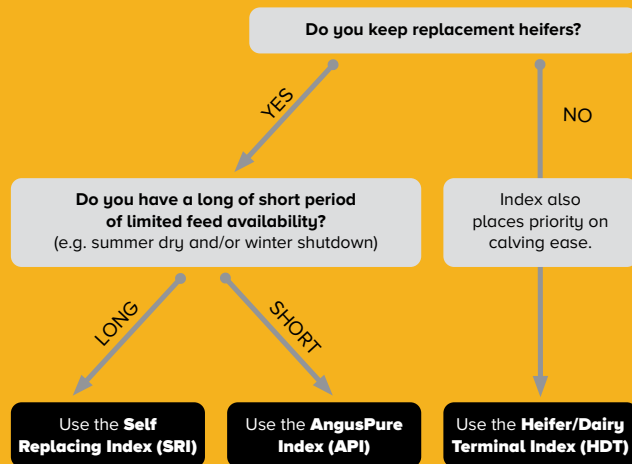 Do you keep replacement heifers?
YES
NO
Do you have a long of short period
of limited feed availability?
(e.g. summer dry and/or winter shutdown)
Index also
places priority on
calving ease.
LONG
SHORT
Use the Self
Replacing Index (SRI)
Use the AngusPure
Index (API)
Use the Heifer/Dairy
Terminal Index (HDT)